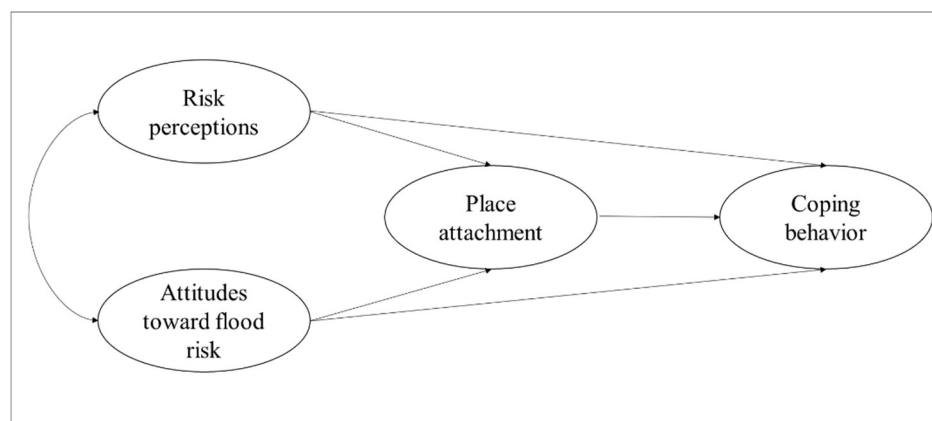 Risk
perceptions
Place
attachment
Coping
behavior
Attitudes
toward flood
risk